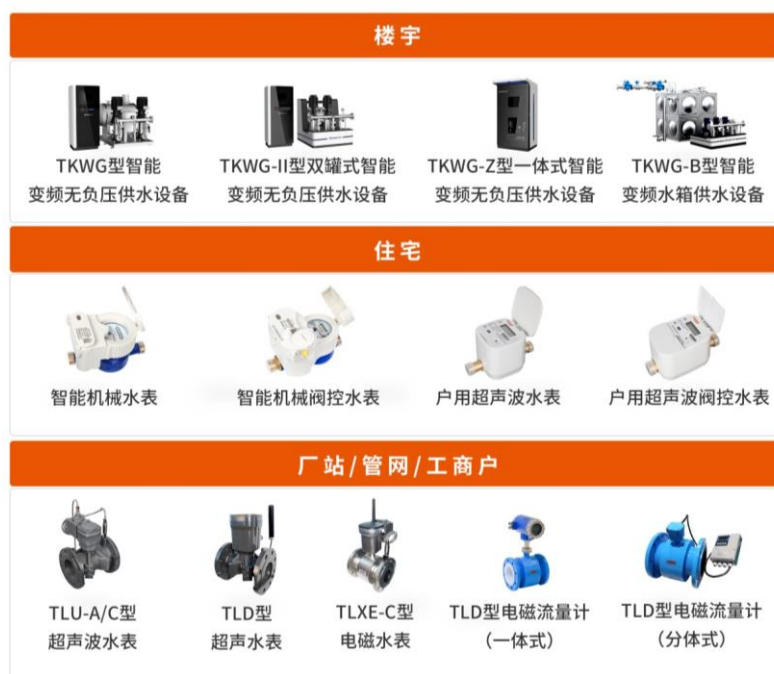 楼宇
TKWG型智能
变频无负压供水设备
TKWG-II型双罐式智能
变频无负压供水设备
TKWG-Z型一体式智能
变频无负压供水设备
TKWG-B型智能
变频水箱供水设备
住宅
智能机械水表
智能机械阀控水表
户用超声波水表
户用超声波阀控水表
厂站/管网/工商户
TLU-A/C型
超声波水表
TLD型
超声水表
TLXE-C型
电磁水表
TLD型电磁流量计
（一体式）
TLD型电磁流量计
（分体式）